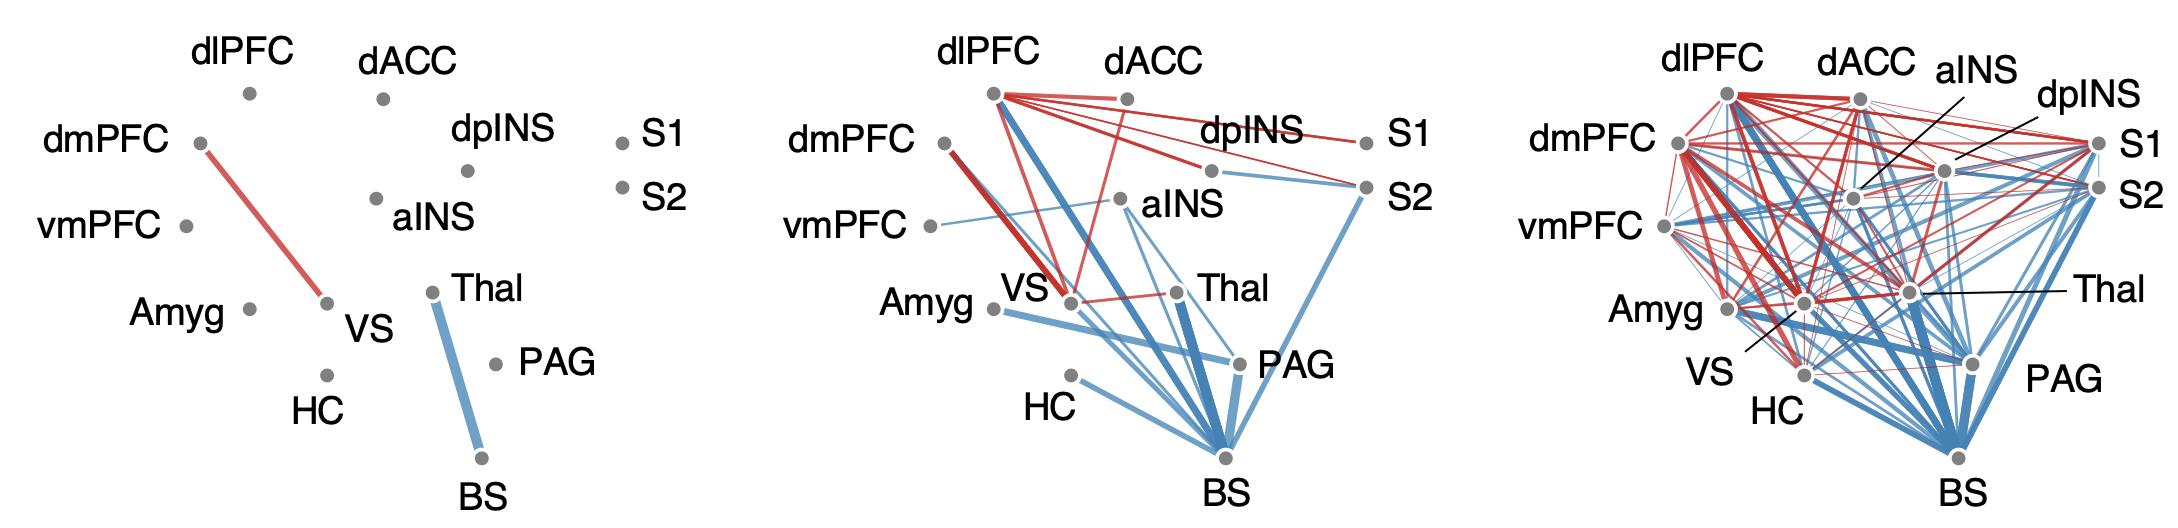 dlPFC
dACC
dpINS
S1
dmPFC
S2
aINS
vmPFC
Thal
Amyg
VS
PAG
HC
BS
dlPFC
dACC
dpINS
S1
dmPFC
S2
aINS
vmPFC
VS
Thal
Amyg
PAG
HC
BS
dlPFC
dACC
aINS
dpINS
dmPFC
S1
S2
vmPFC
Thal
Amyg
VS
PAG
HC
BS